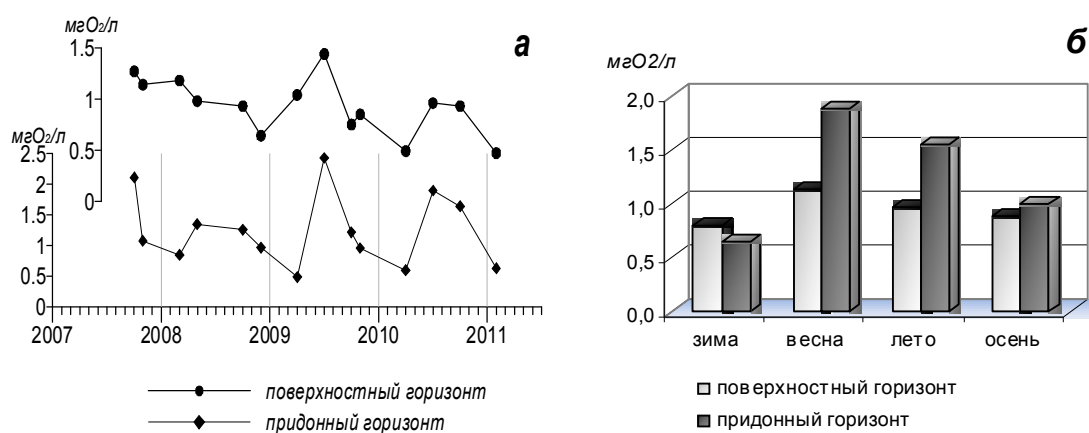 мгО₂/л
а
1.5
1
0.5
0
мгО₂/л
2.5
2
1.5
1
0.5
0
2007 2008 2009 2010 2011
поверхностный горизонт
придонный горизонт
б
мгО2/л
2,0
1,5
1,0
0,5
0,0
зима весна лето осень
поверхностный горизонт
придонный горизонт